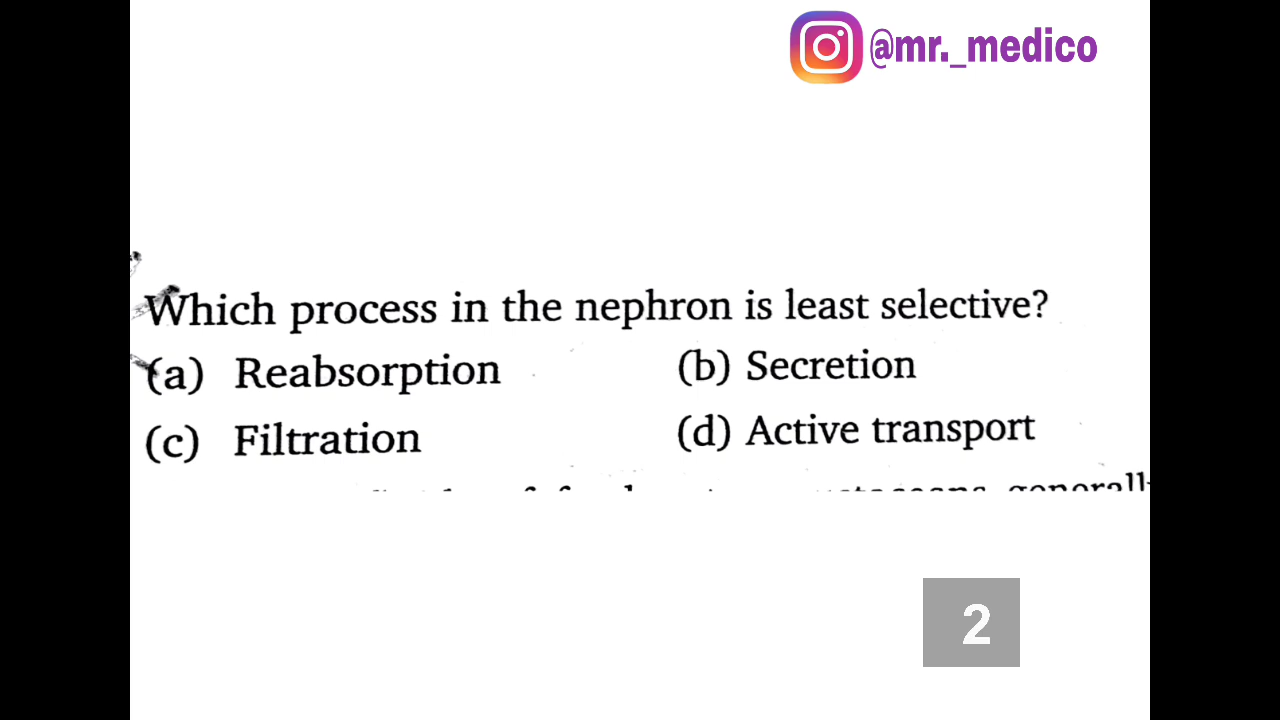 @mr._medico
Which process in the nephron is least selective?
(a) Reabsorption (b) Secretion
(c) Filtration (d) Active transport
2